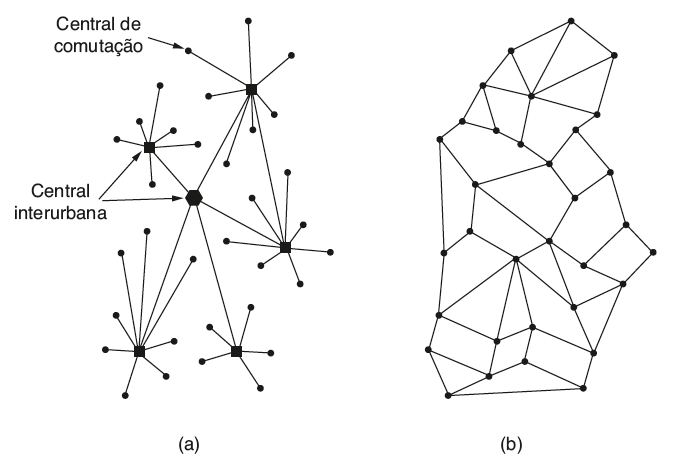 Central de
comutação
Central
interurbana
(a)
(b)